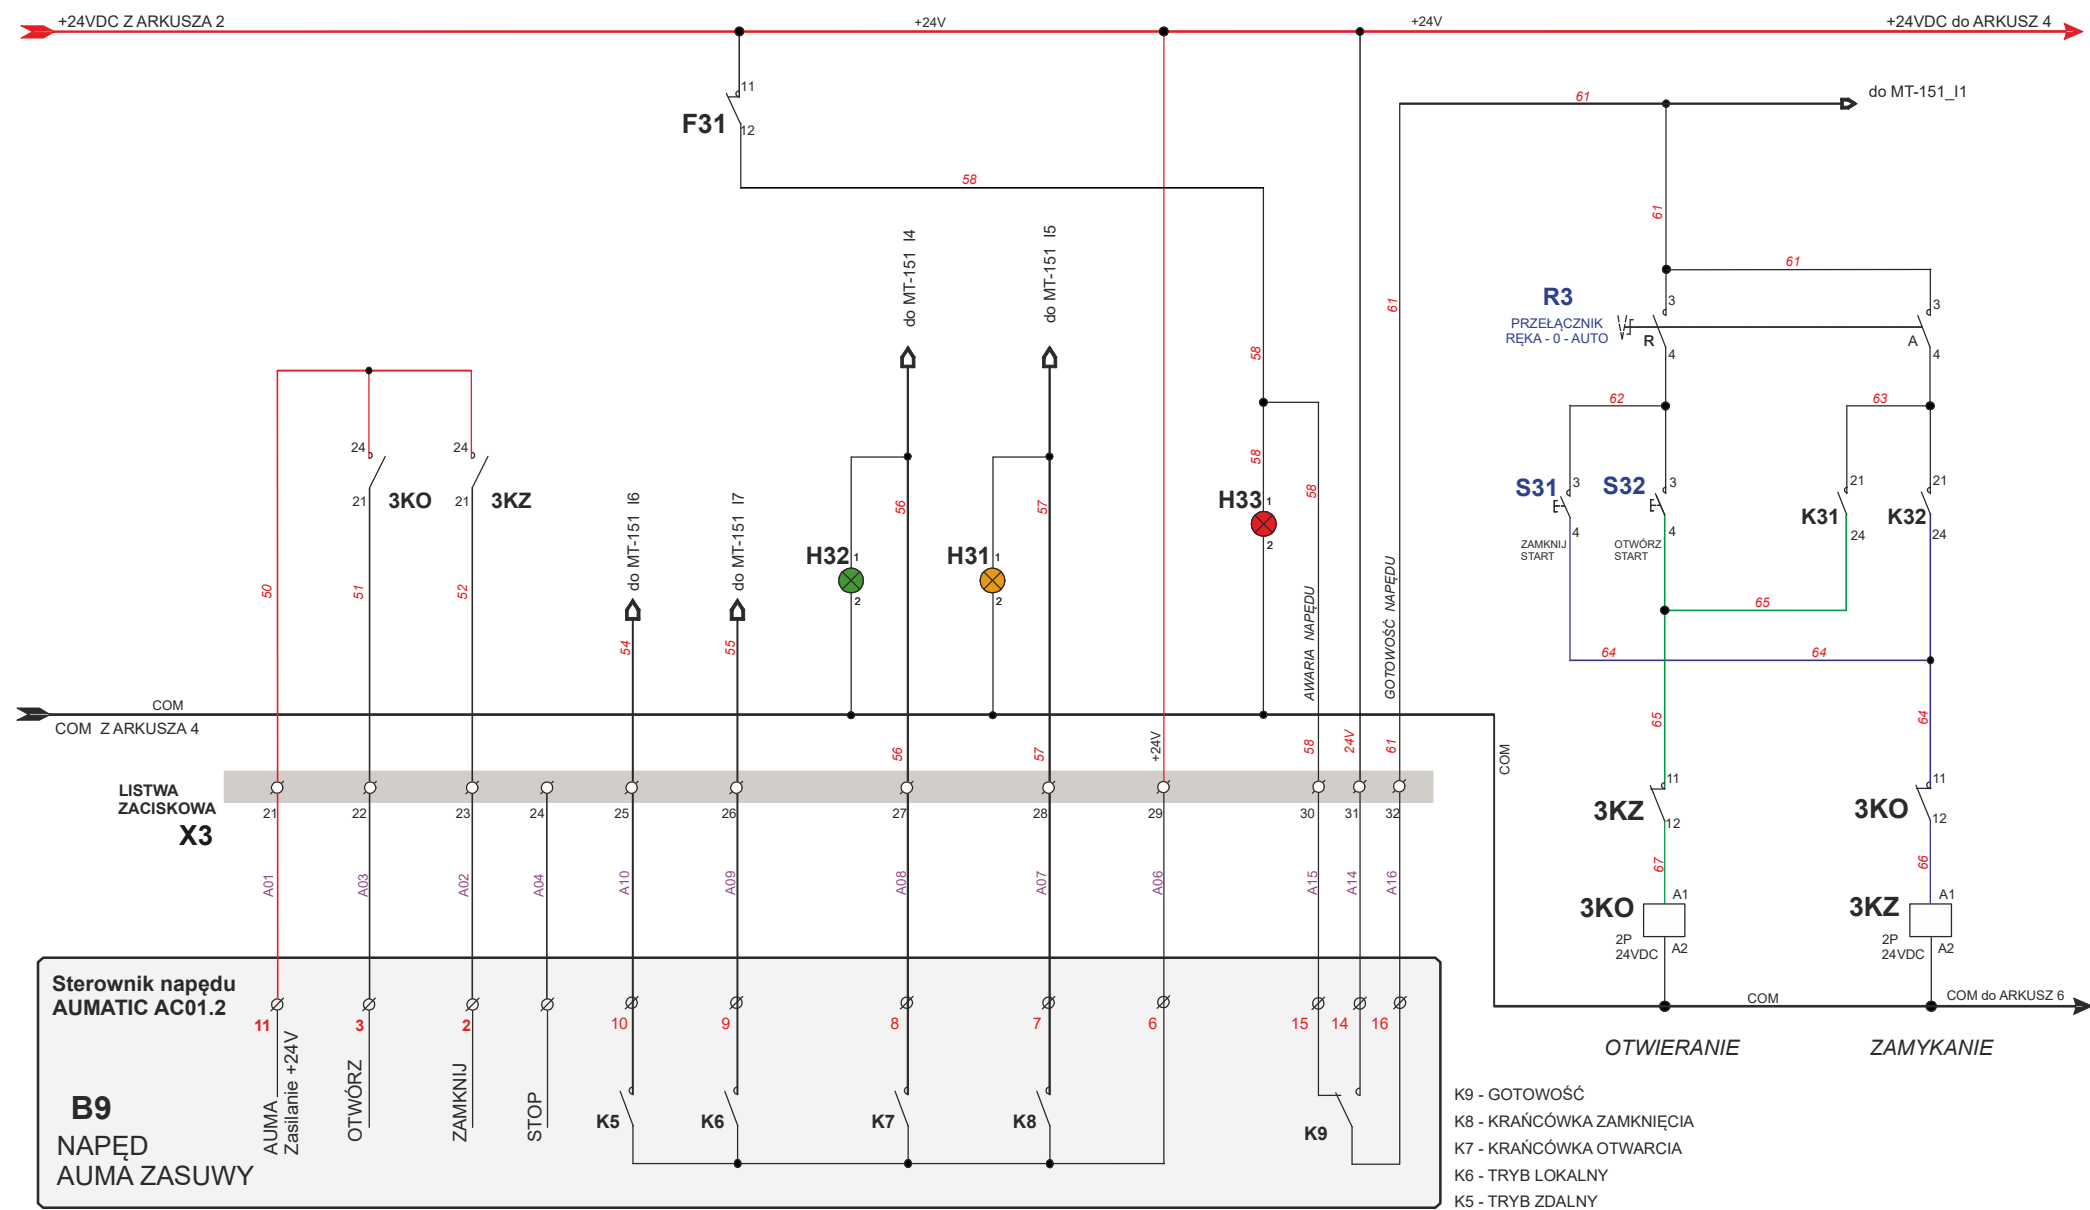 +24VDC Z ARKUSZA 2
+24V
+24V
+24VDC do ARKUSZ 4
11
F31
12
58
61
do MT-151_I1
do MT-151 I4
do MT-151 I5
61
61
61
58
R3
PRZEŁĄCZNIK
RĘKA - 0 - AUTO
3
R
4
3
A
4
62
63
24
21
3KO
24
21
3KZ
do MT-151 I6
do MT-151 I7
56
57
58
58
H33
1
2
S31
3
4
ZAMKNIJ
START
S32
3
4
OTWÓRZ
START
K31
21
24
K32
21
24
H32
1
2
H31
1
2
50
51
52
54
55
AWARIA NAPĘDU
GOTOWOŚĆ NAPĘDU
65
64
64
COM
COM Z ARKUSZA 4
56
57
+24V
58
24V
61
COM
65
64
LISTWA
ZACISKOWA
X3
21
22
23
24
25
26
27
28
29
30
31
32
11
3KZ
12
11
3KO
12
A01
A03
A02
A04
A10
A09
A08
A07
A06
A15
A14
A16
67
66
3KO
A1
2P
24VDC
A2
3KZ
A1
2P
24VDC
A2
Sterownik napędu
AUMATIC AC01.2
11
3
2
10
9
8
7
6
15
14
16
COM
COM do ARKUSZ 6
OTWIERANIE
ZAMYKANIE
AUMA
Zasilanie +24V
OTWÓRZ
ZAMKNIJ
STOP
K5
K6
K7
K8
K9
B9
NAPĘD
AUMA ZASUWY
K9 - GOTOWOŚĆ
K8 - KRAŃCÓWKA ZAMKNIĘCIA
K7 - KRAŃCÓWKA OTWARCIA
K6 - TRYB LOKALNY
K5 - TRYB ZDALNY